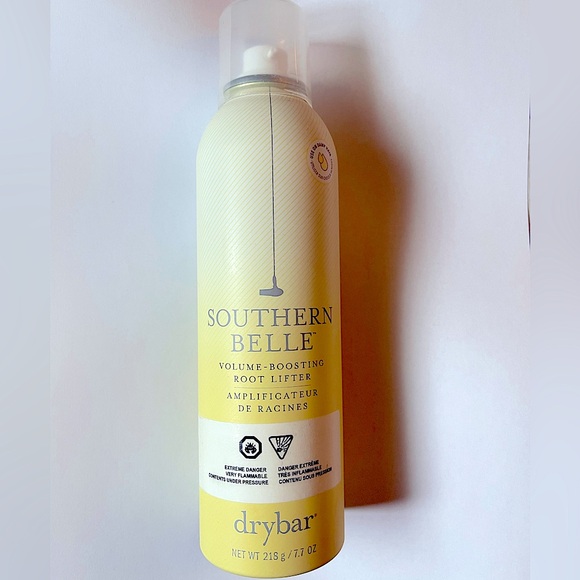 SOUTHERN
BELLE™
VOLUME-BOOSTING
ROOT LIFTER
AMPLIFICATEUR
DE RACINES
EXTREME DANGER
VERY FLAMMABLE
CONTENTS UNDER PRESSURE
DANGER EXTRÊME
TRÈS INFLAMMABLE
CONTENU SOUS PRESSION
drybar®
NET WT 218 g / 7.7 OZ